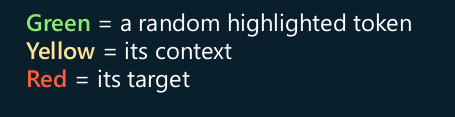 Green = a random highlighted token
Yellow = its context
Red = its target